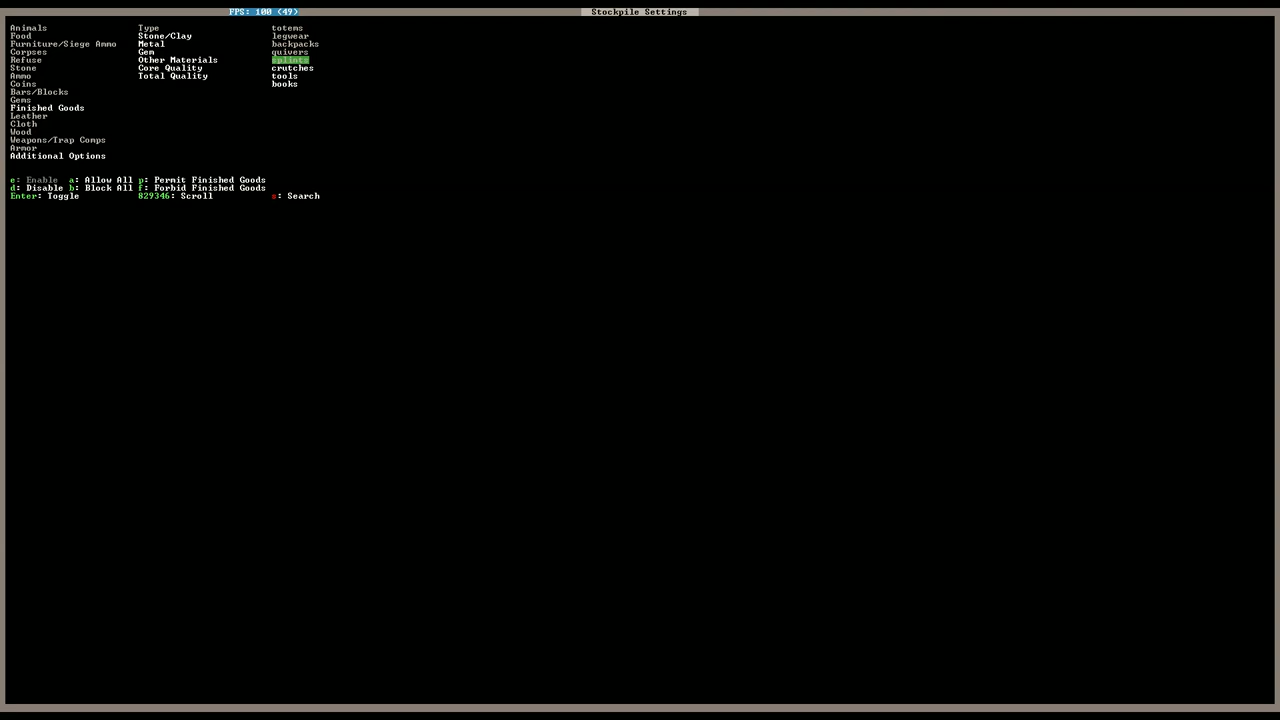 FPS: 100 (49)
Stockpile Settings
Animals Type totems
Food Stone/Clay legwear
Furniture/Siege Ammo Metal backpacks
Corpses Gem quivers
Refuse Other Materials splints
Stone Core Quality crutches
Ammo Total Quality tools
Coins books
Bars/Blocks
Gems
Finished Goods
Leather
Cloth
Wood
Weapons/Trap Comps
Armor
Additional Options
e: Enable a: Allow All p: Permit Finished Goods
d: Disable b: Block All f: Forbid Finished Goods
Enter: Toggle 829346: Scroll s: Search